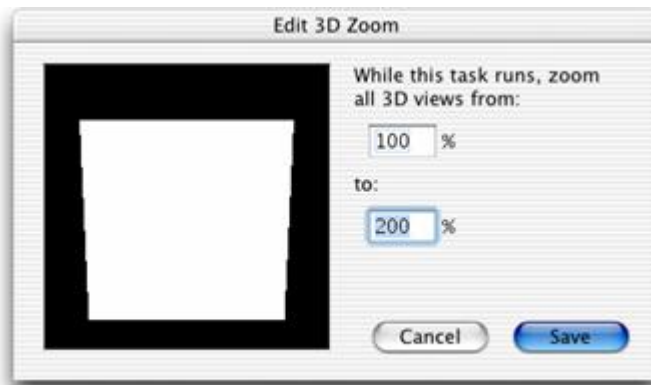 Edit 3D Zoom
While this task runs, zoom
all 3D views from:
100 %
to:
200 %
Cancel Save